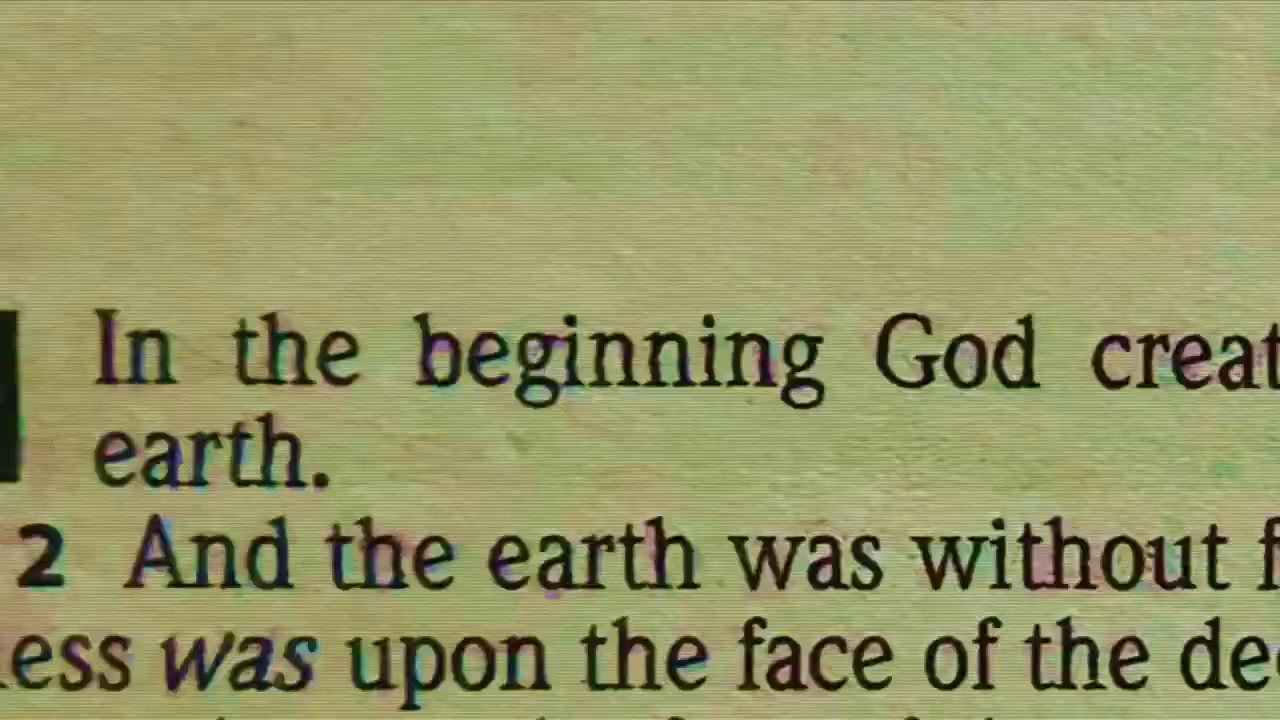 In the beginning God creat
earth.
2 And the earth was without f
ess was upon the face of the de